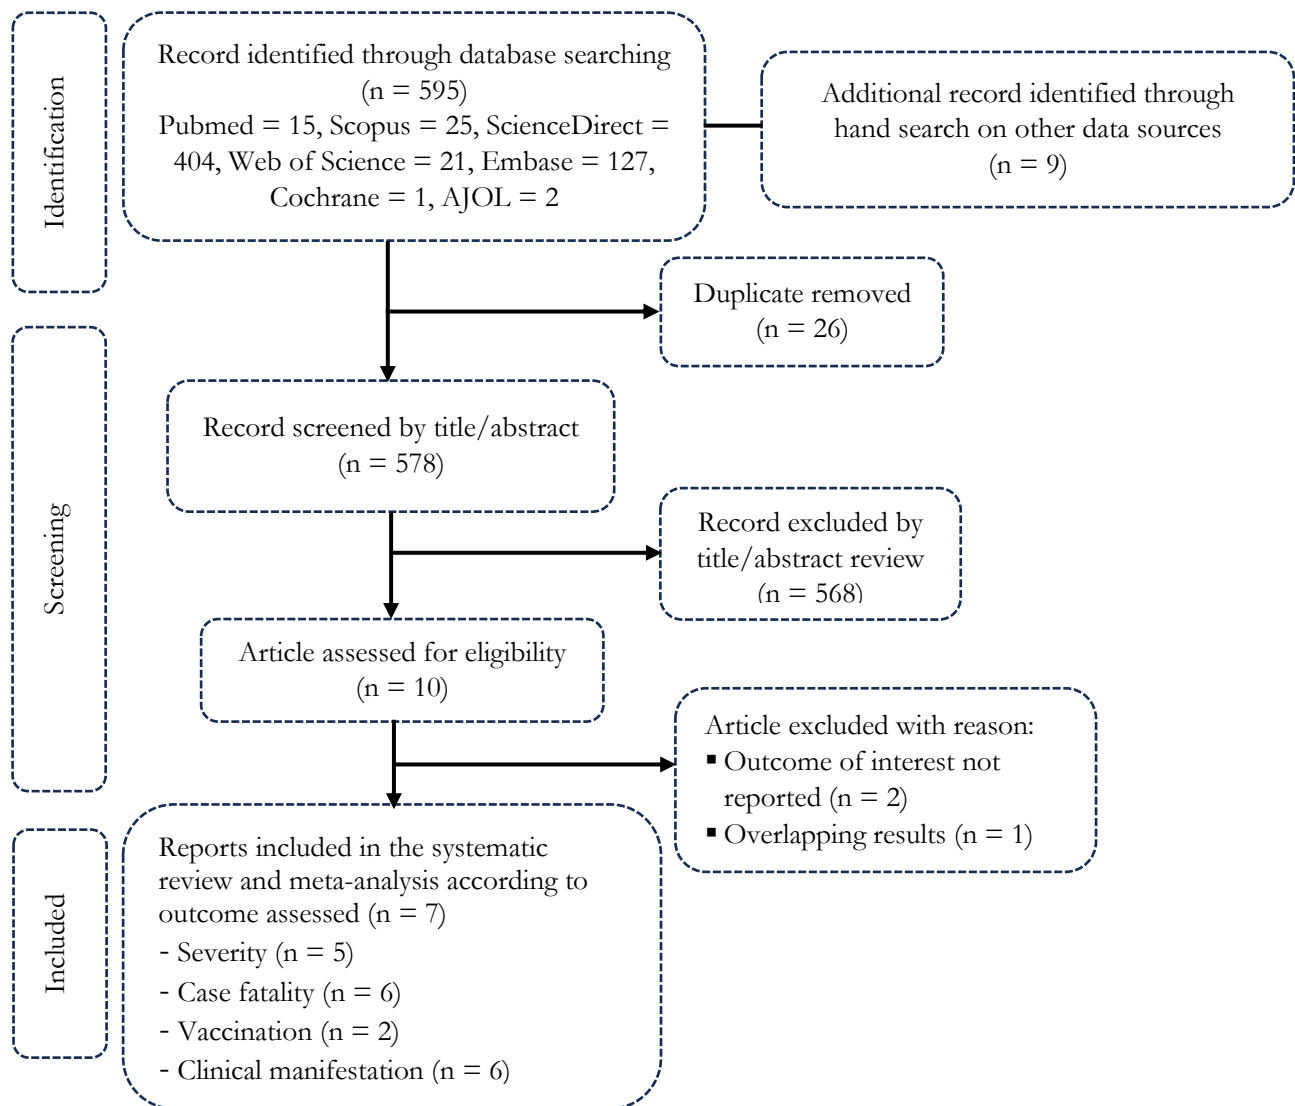 Identification
Record identified through database searching
(n = 595)
Pubmed = 15, Scopus = 25, ScienceDirect =
404, Web of Science = 21, Embase = 127,
Cochrane = 1, AJOL = 2
Additional record identified through
hand search on other data sources
(n = 9)
Duplicate removed
(n = 26)
Screening
Record screened by title/abstract
(n = 578)
Record excluded by
title/abstract review
(n = 568)
Article assessed for eligibility
(n = 10)
Article excluded with reason:
▪ Outcome of interest not
reported (n = 2)
▪ Overlapping results (n = 1)
Included
Reports included in the systematic
review and meta-analysis according to
outcome assessed (n = 7)
- Severity (n = 5)
- Case fatality (n = 6)
- Vaccination (n = 2)
- Clinical manifestation (n = 6)